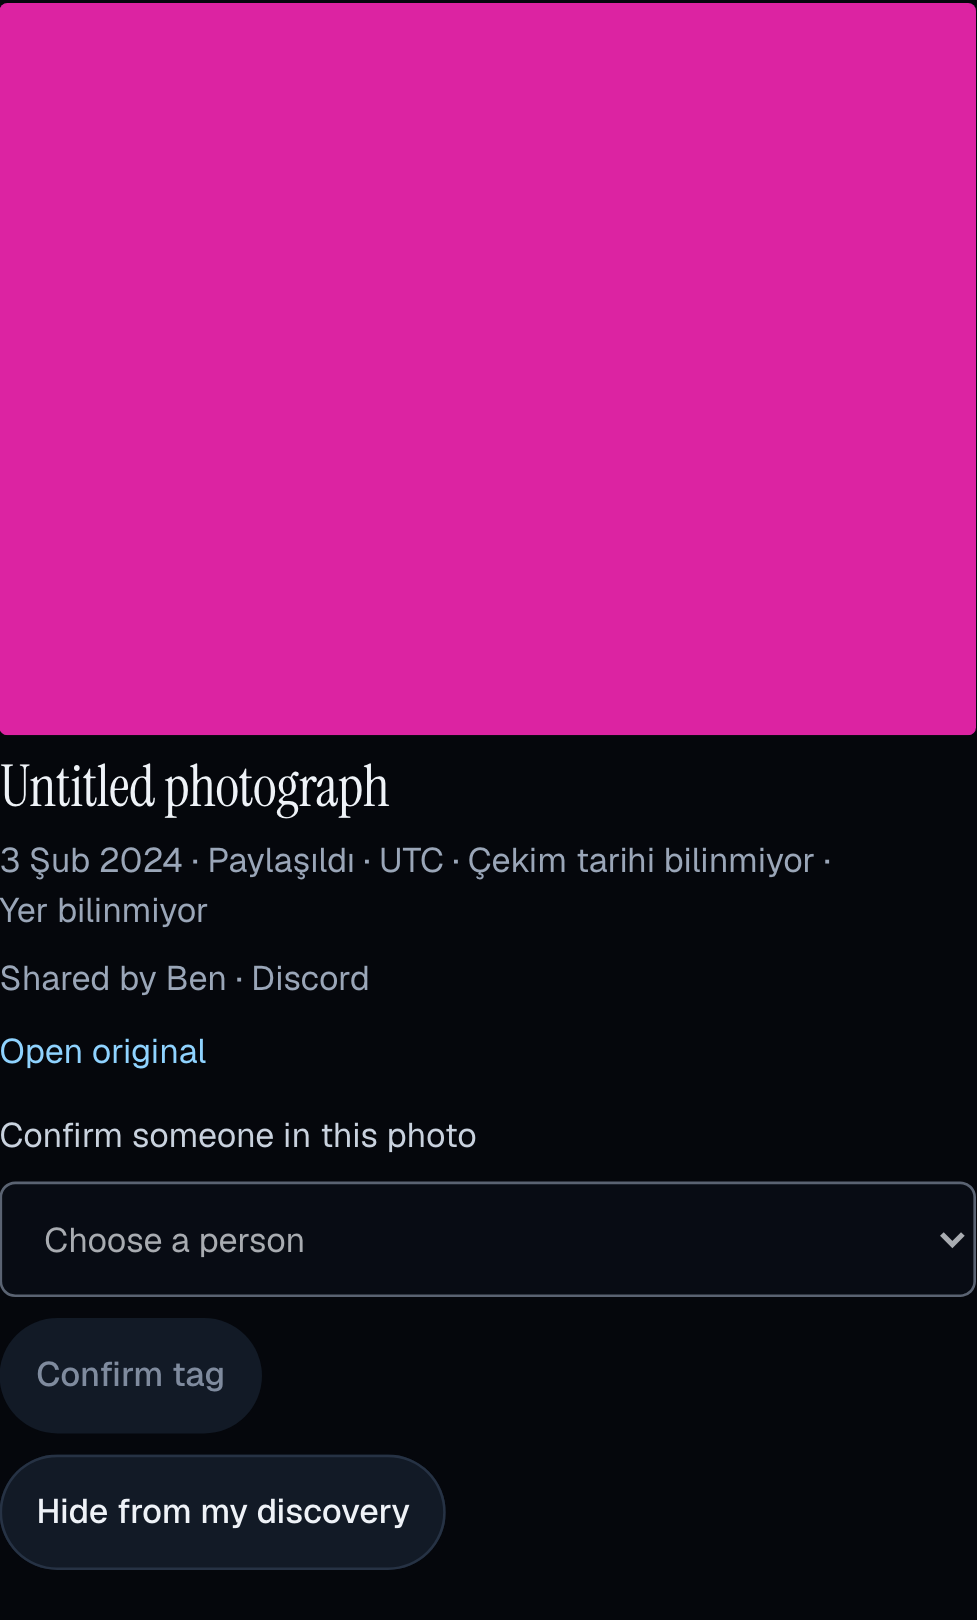 Untitled photograph
3 Şub 2024 · Paylaşıldı · UTC · Çekim tarihi bilinmiyor ·
Yer bilinmiyor
Shared by Ben · Discord
Open original
Confirm someone in this photo
Choose a person
Confirm tag
Hide from my discovery